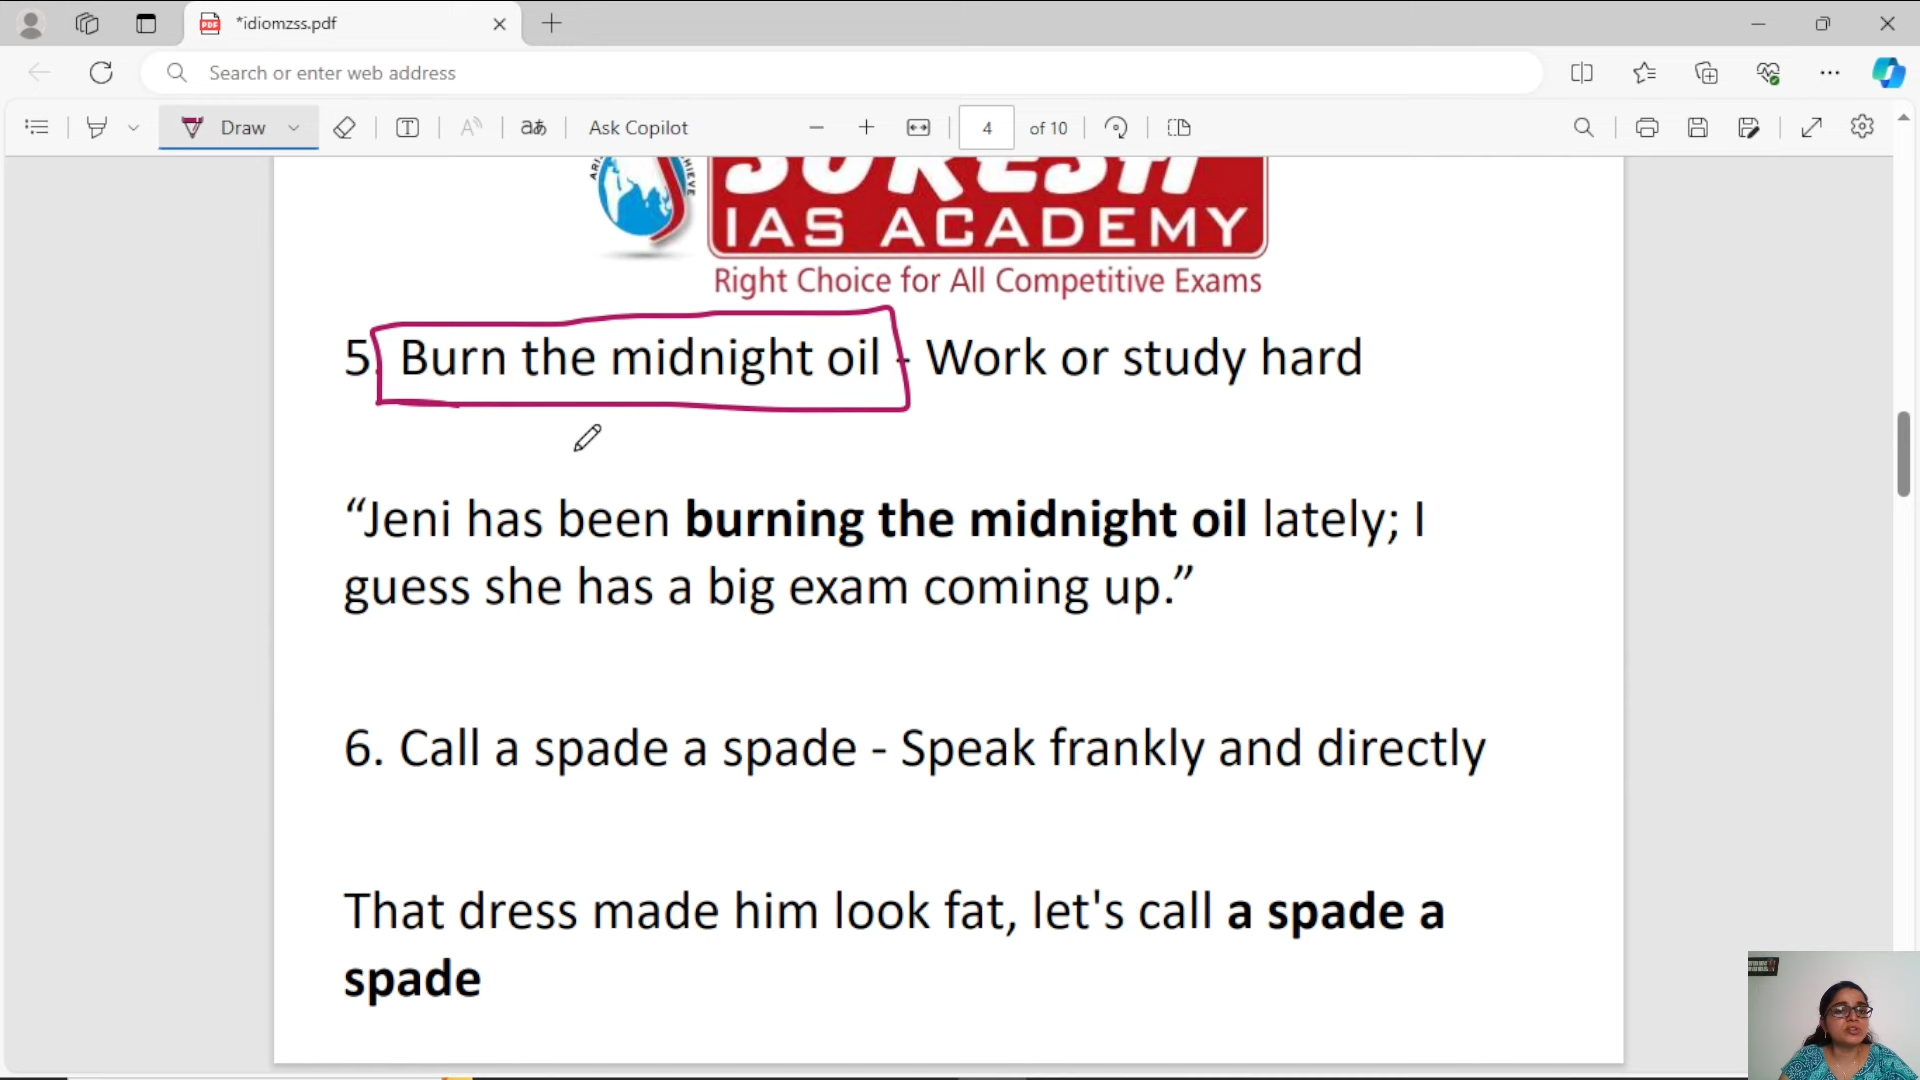 *idiomzss.pdf
Search or enter web address
Draw
Ask Copilot
4 of 10
IAS ACADEMY
Right Choice for All Competitive Exams
5. Burn the midnight oil - Work or study hard
“Jeni has been burning the midnight oil lately; I
guess she has a big exam coming up.”
6. Call a spade a spade - Speak frankly and directly
That dress made him look fat, let's call a spade a
spade